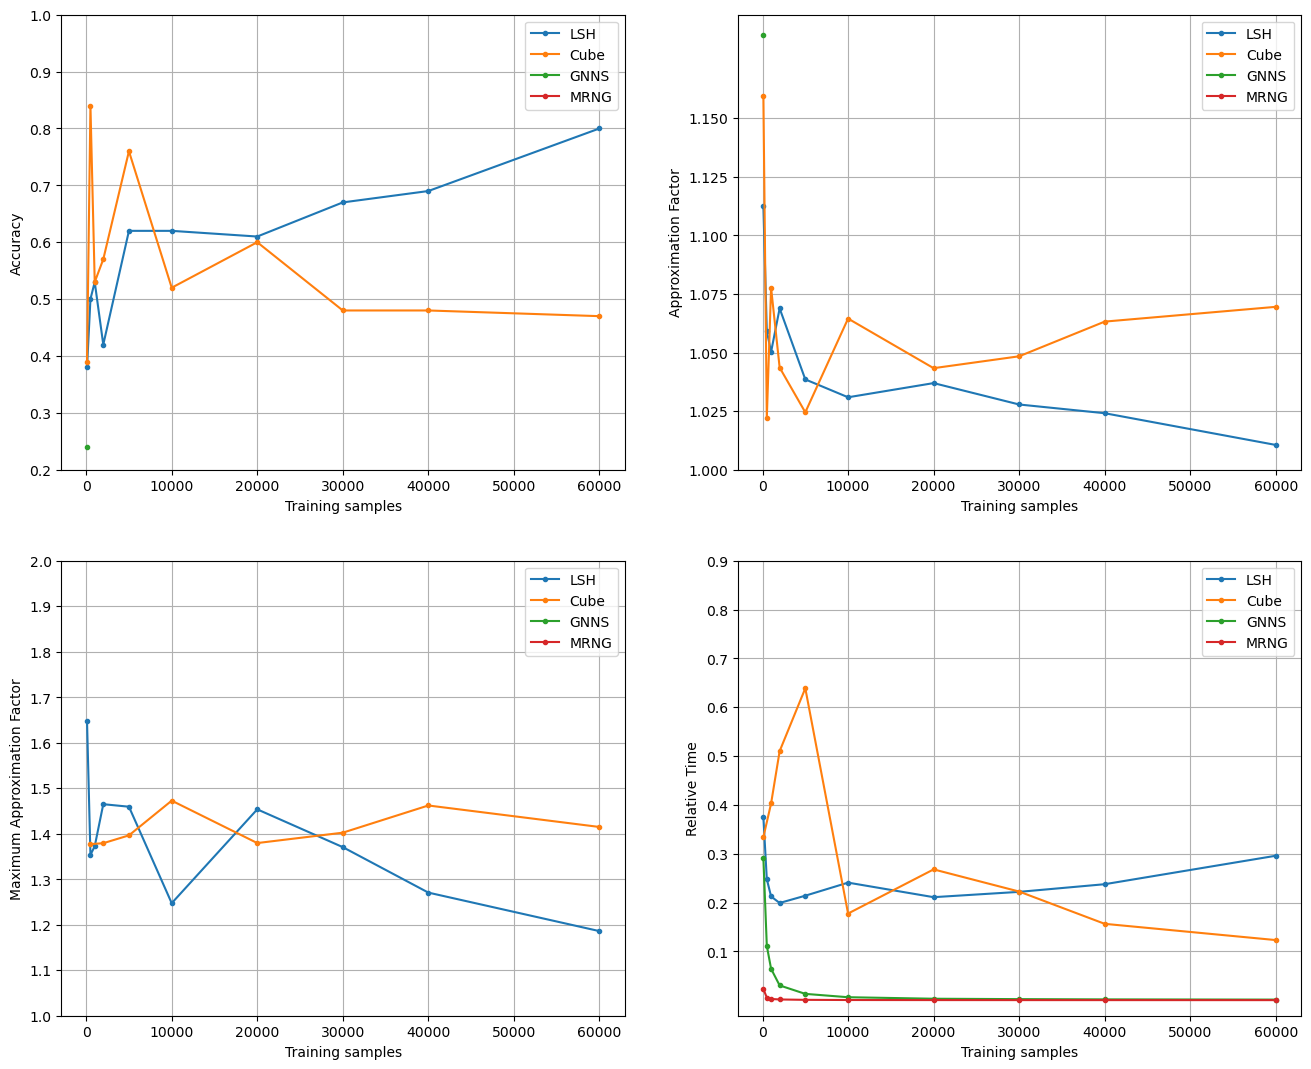 1.0
0.9
0.8
0.7
0.6
0.5
0.4
0.3
0.2
Accuracy
0 10000 20000 30000 40000 50000 60000
Training samples
LSH
Cube
GNNS
MRNG
1.150
1.125
1.100
1.075
1.050
1.025
1.000
Approximation Factor
0 10000 20000 30000 40000 50000 60000
Training samples
LSH
Cube
GNNS
MRNG
2.0
1.9
1.8
1.7
1.6
1.5
1.4
1.3
1.2
1.1
1.0
Maximum Approximation Factor
0 10000 20000 30000 40000 50000 60000
Training samples
LSH
Cube
GNNS
MRNG
0.9
0.8
0.7
0.6
0.5
0.4
0.3
0.2
0.1
Relative Time
0 10000 20000 30000 40000 50000 60000
Training samples
LSH
Cube
GNNS
MRNG